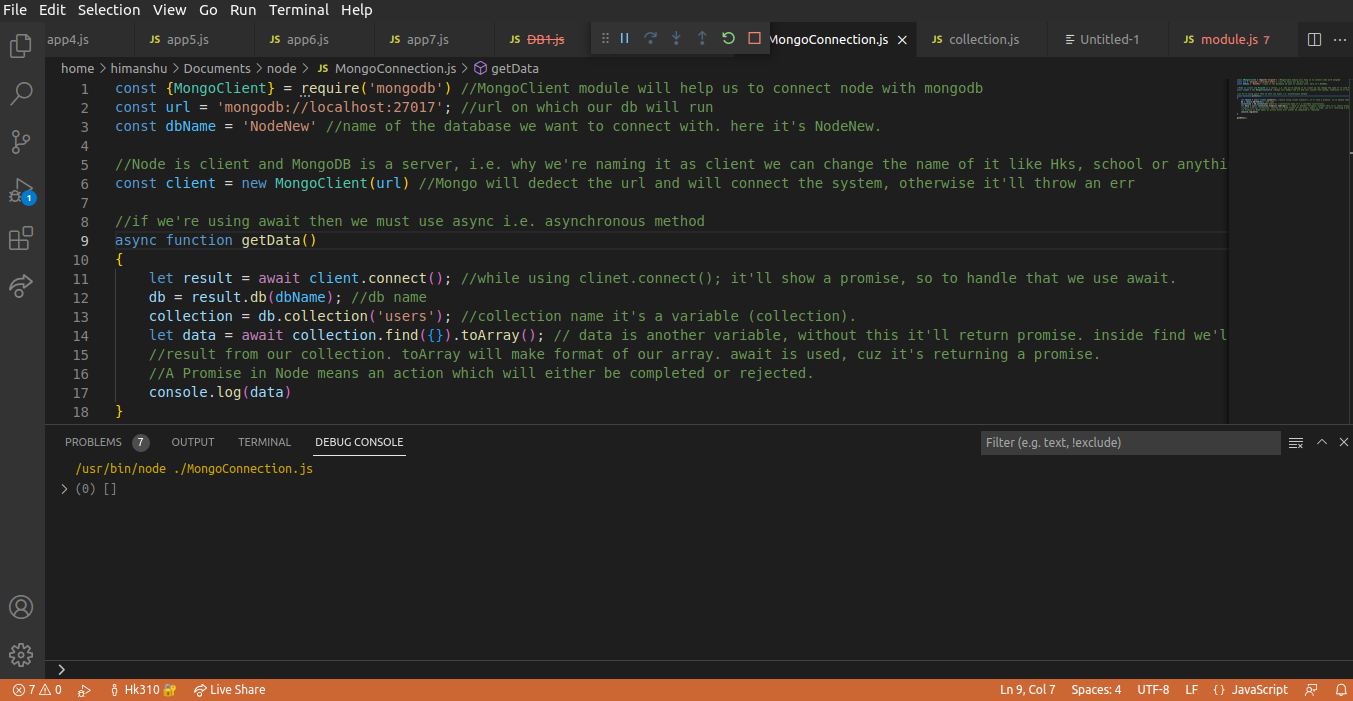 File Edit Selection View Go Run Terminal Help
app4.js JS app5.js JS app6.js JS app7.js JS DB1.js MongoConnection.js JS collection.js Untitled-1 JS module.js 7
home > himanshu > Documents > node > JS MongoConnection.js > getData
1 const {MongoClient} = require('mongodb') //MongoClient module will help us to connect node with mongodb
2 const url = 'mongodb://localhost:27017'; //url on which our db will run
3 const dbName = 'NodeNew' //name of the database we want to connect with. here it's NodeNew.
4
5 //Node is client and MongoDB is a server, i.e. why we're naming it as client we can change the name of it like Hks, school or anythi
6 const client = new MongoClient(url) //Mongo will dedect the url and will connect the system, otherwise it'll throw an err
7
8 //if we're using await then we must use async i.e. asynchronous method
9 async function getData()
10 {
11 let result = await client.connect(); //while using clinet.connect(); it'll show a promise, so to handle that we use await.
12 db = result.db(dbName); //db name
13 collection = db.collection('users'); //collection name it's a variable (collection).
14 let data = await collection.find({}).toArray(); // data is another variable, without this it'll return promise. inside find we'l
15 //result from our collection. toArray will make format of our array. await is used, cuz it's returning a promise.
16 //A Promise in Node means an action which will either be completed or rejected.
17 console.log(data)
18 }
1
PROBLEMS 7 OUTPUT TERMINAL DEBUG CONSOLE Filter (e.g. text, !exclude)
/usr/bin/node ./MongoConnection.js
> (0) []
>
7 0 Hk310 Live Share Ln 9, Col 7 Spaces: 4 UTF-8 LF {} JavaScript